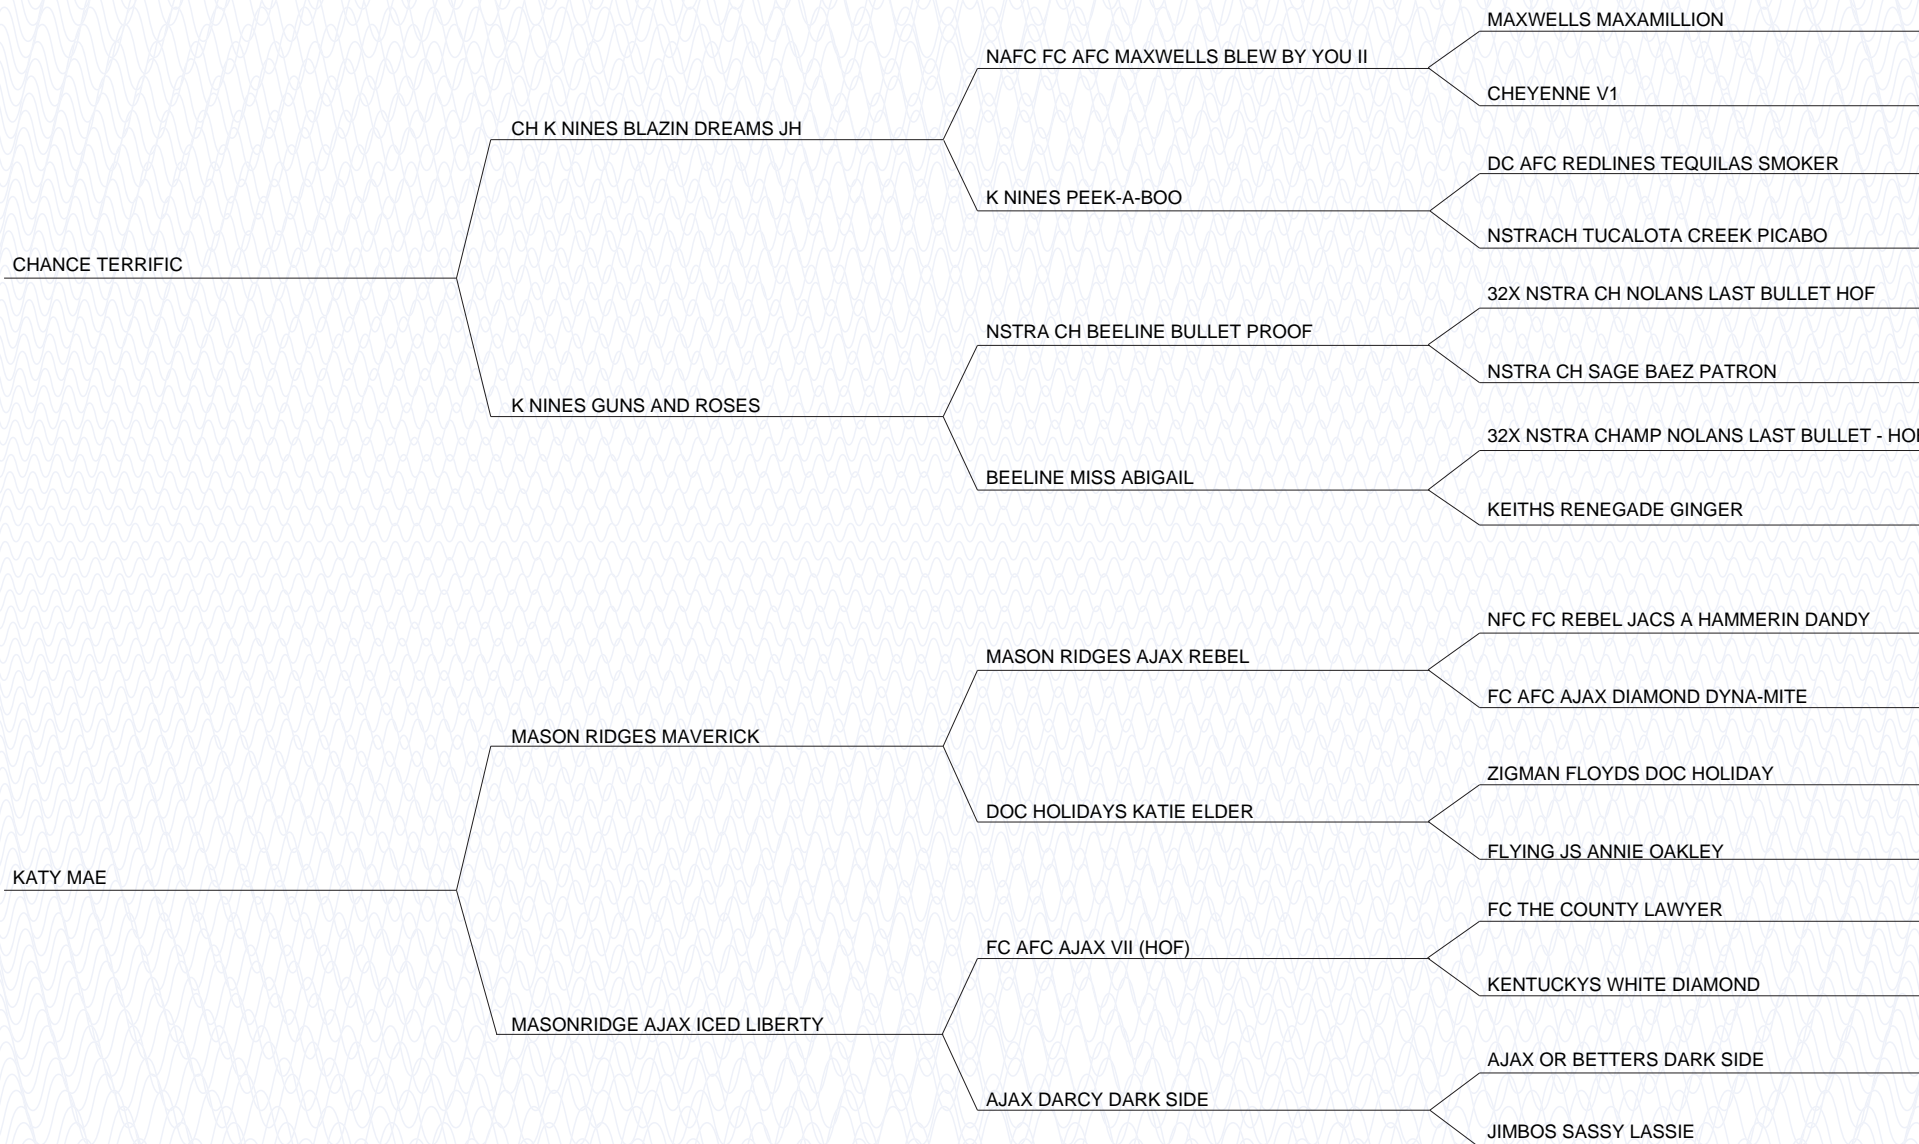 MAXWELLS MAXAMILLION
NAFC FC AFC MAXWELLS BLEW BY YOU II
CHEYENNE V1
CH K NINES BLAZIN DREAMS JH
DC AFC REDLINES TEQUILAS SMOKER
K NINES PEEK-A-BOO
NSTRACH TUCALOTA CREEK PICABO
CHANCE TERRIFIC
32X NSTRA CH NOLANS LAST BULLET HOF
NSTRA CH BEELINE BULLET PROOF
NSTRA CH SAGE BAEZ PATRON
K NINES GUNS AND ROSES
32X NSTRA CHAMP NOLANS LAST BULLET -
BEELINE MISS ABIGAIL
KEITHS RENEGADE GINGER
NFC FC REBEL JACS A HAMMERIN DANDY
MASON RIDGES AJAX REBEL
FC AFC AJAX DIAMOND DYNA-MITE
MASON RIDGES MAVERICK
ZIGMAN FLOYDS DOC HOLIDAY
DOC HOLIDAYS KATIE ELDER
FLYING JS ANNIE OAKLEY
KATY MAE
FC THE COUNTY LAWYER
FC AFC AJAX VII (HOF)
KENTUCKYS WHITE DIAMOND
MASONRIDGE AJAX ICED LIBERTY
AJAX OR BETTERS DARK SIDE
AJAX DARCY DARK SIDE
JIMBOS SASSY LASSIE